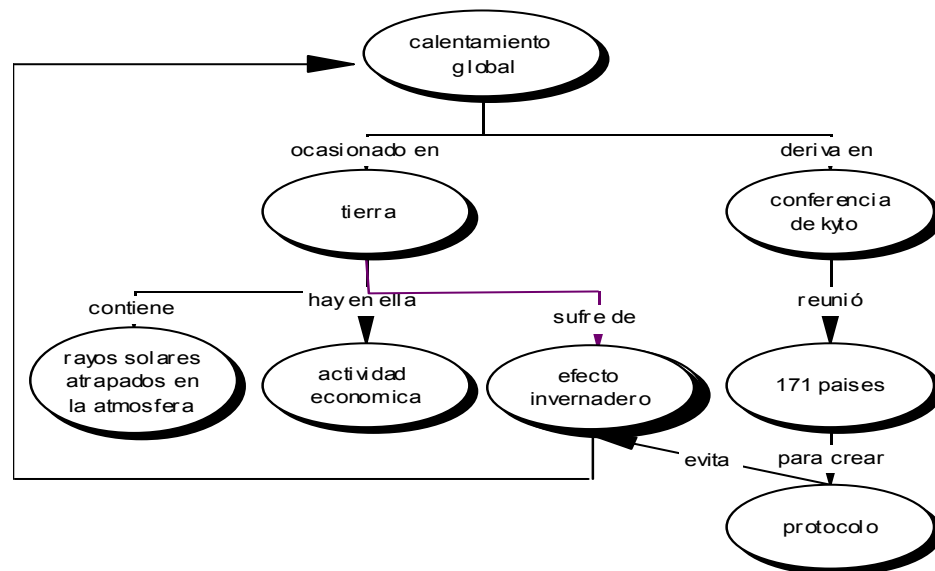 calentamiento
global
ocasionado en
deriva en
tierra
conferencia
de kyto
contiene
hay en ella
sufre de
reunió
rayos solares
atrapados en
la atmosfera
actividad
economica
efecto
invernadero
171 paises
evita
para crear
protocolo